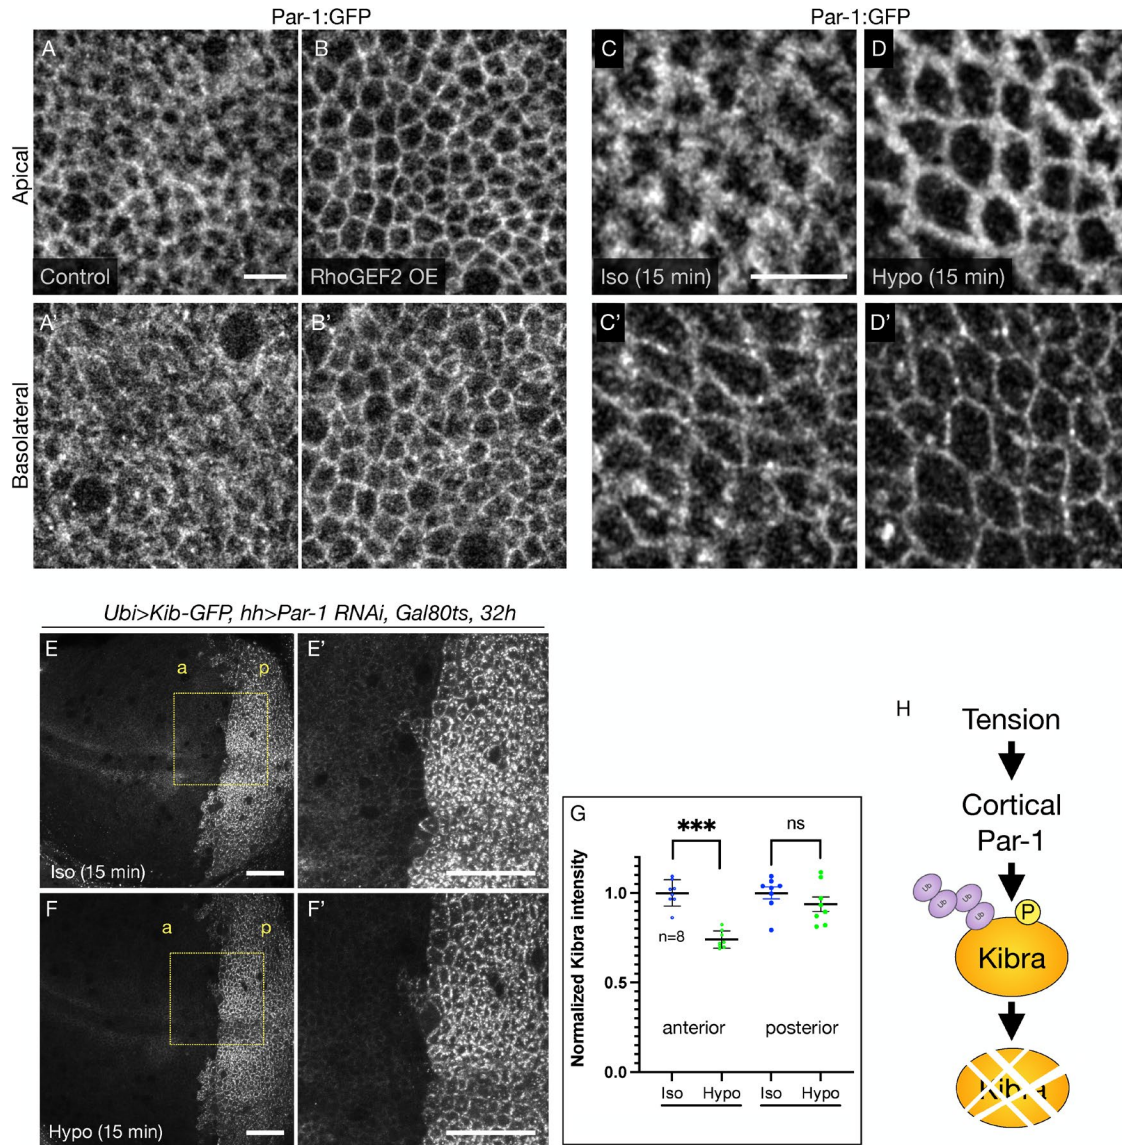 Par-1:GFP
Par-1:GFP
A
B
C
D
Apical
Control
RhoGEF2 OE
Iso (15 min)
Hypo (15 min)
A'
B'
C'
D'
Basolateral
Ubi>Kib-GFP, hh>Par-1 RNAi, Gal80ts, 32h
E
a
p
E'
Iso (15 min)
F
a
p
F'
Hypo (15 min)
G
***
ns
Normalized Kibra intensity
1.0
0.5
0.0
n=8
anterior
posterior
Iso
Hypo
Iso
Hypo
H
Tension
Cortical
Par-1
Ub
Ub
Ub
Ub
P
Kibra
Kibra